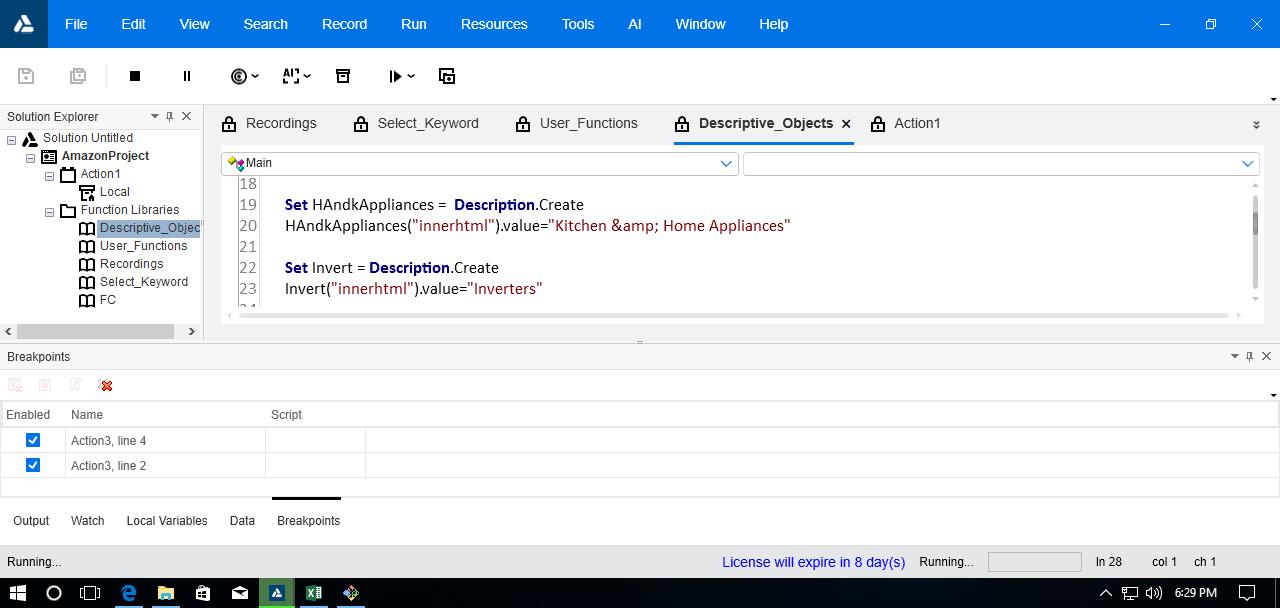 File Edit View Search Record Run Resources Tools AI Window Help
Solution Explorer
Solution Untitled
AmazonProject
Action1
Local
Function Libraries
Descriptive_Objec
User_Functions
Recordings
Select_Keyword
FC
Recordings Select_Keyword User_Functions Descriptive_Objects Action1
Main
18
19 Set HAndkAppliances = Description.Create
20 HAndkAppliances("innerhtml").value="Kitchen &amp; Home Appliances"
21
22 Set Invert = Description.Create
23 Invert("innerhtml").value="Inverters"
Breakpoints
Enabled Name Script
Action3, line 4
Action3, line 2
Output Watch Local Variables Data Breakpoints
Running... License will expire in 8 day(s) Running... ln 28 col 1 ch 1
6:29 PM